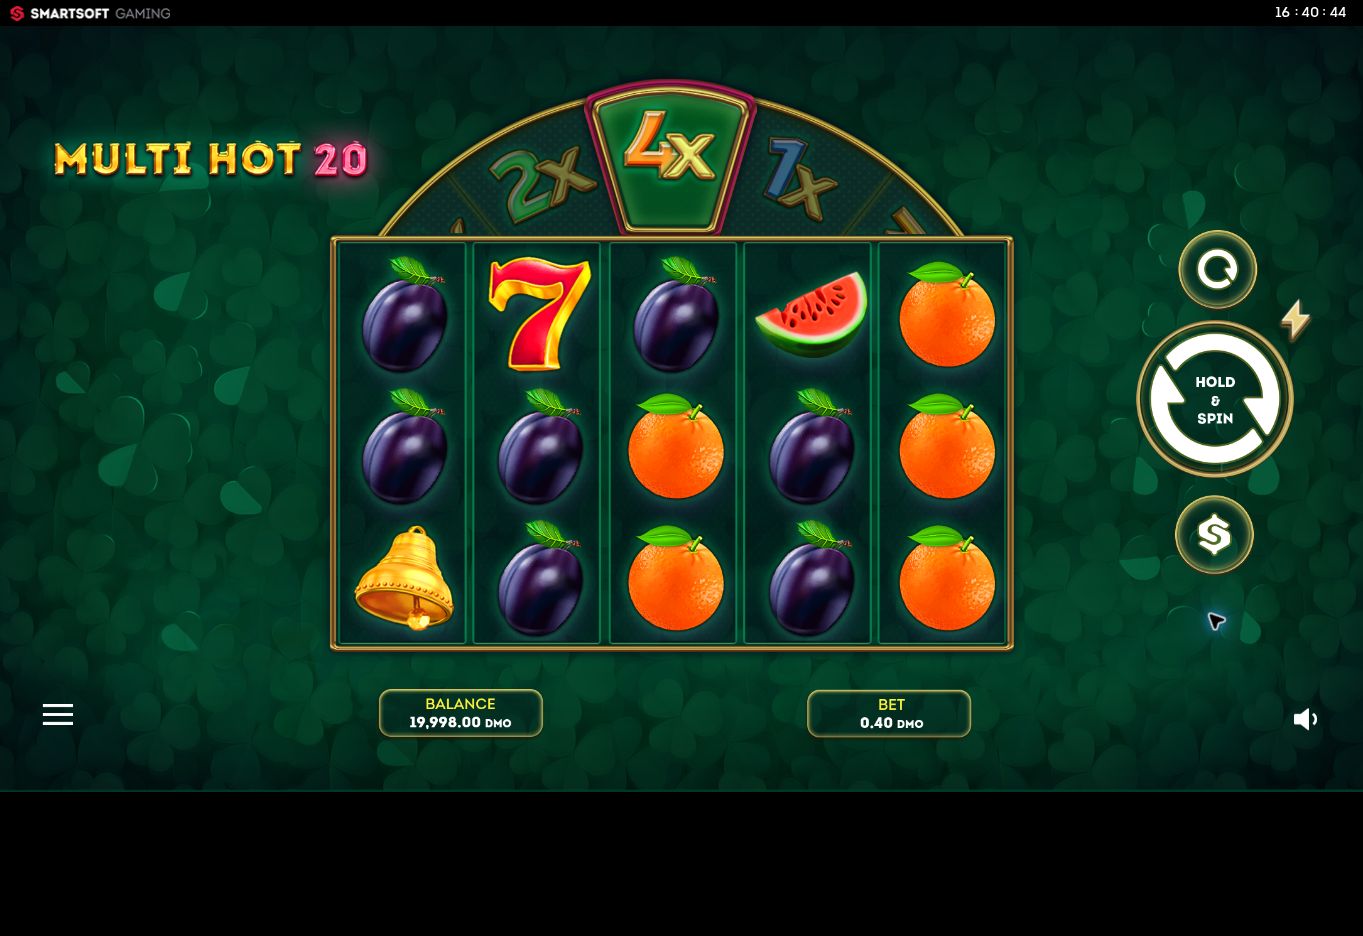 SMARTSOFT GAMING
16 : 40 : 44
4X
2X
1X
MULTI HOT 20
HOLD
&
SPIN
BALANCE
19,998.00 DMO
BET
0.40 DMO